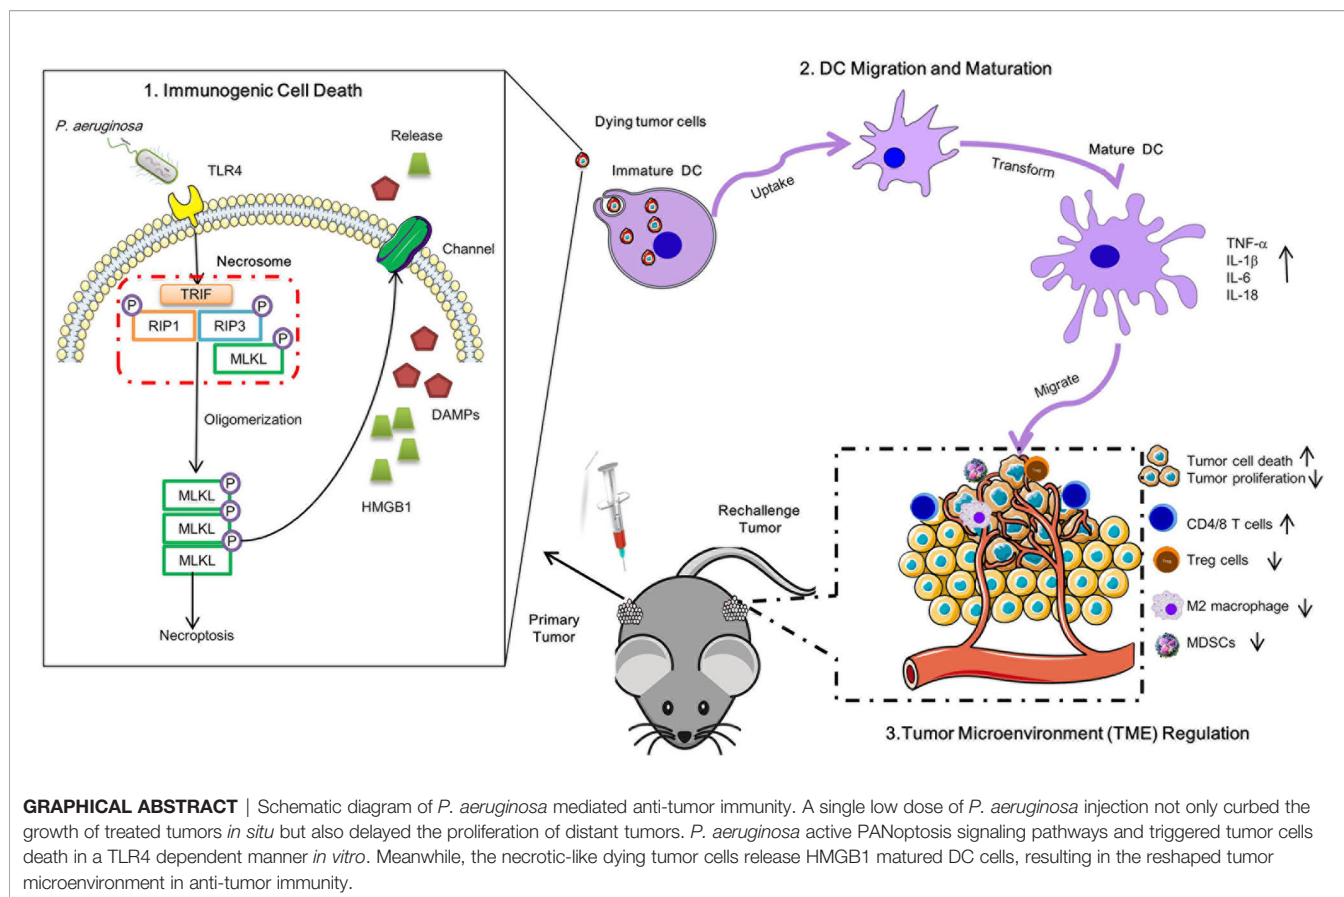 1. Immunogenic Cell Death
P. aeruginosa
TLR4
Release
Channel
Necrosome
TRIF
P
P
RIP1
RIP3
P
MLKL
DAMPs
Oligomerization
HMGB1
MLKL
P
MLKL
P
MLKL
P
Necroptosis
2. DC Migration and Maturation
Dying tumor cells
Immature DC
Uptake
Transform
Mature DC
TNF-α
IL-1β
IL-6
IL-18
Migrate
Rechallenge
Tumor
Primary
Tumor
Tumor cell death
Tumor proliferation
CD4/8 T cells
Treg cells
M2 macrophage
MDSCs
3.Tumor Microenvironment (TME) Regulation
GRAPHICAL ABSTRACT | Schematic diagram of P. aeruginosa mediated anti-tumor immunity. A single low dose of P. aeruginosa injection not only curbed the
growth of treated tumors in situ but also delayed the proliferation of distant tumors. P. aeruginosa active PANoptosis signaling pathways and triggered tumor cells
death in a TLR4 dependent manner in vitro. Meanwhile, the necrotic-like dying tumor cells release HMGB1 matured DC cells, resulting in the reshaped tumor
microenvironment in anti-tumor immunity.